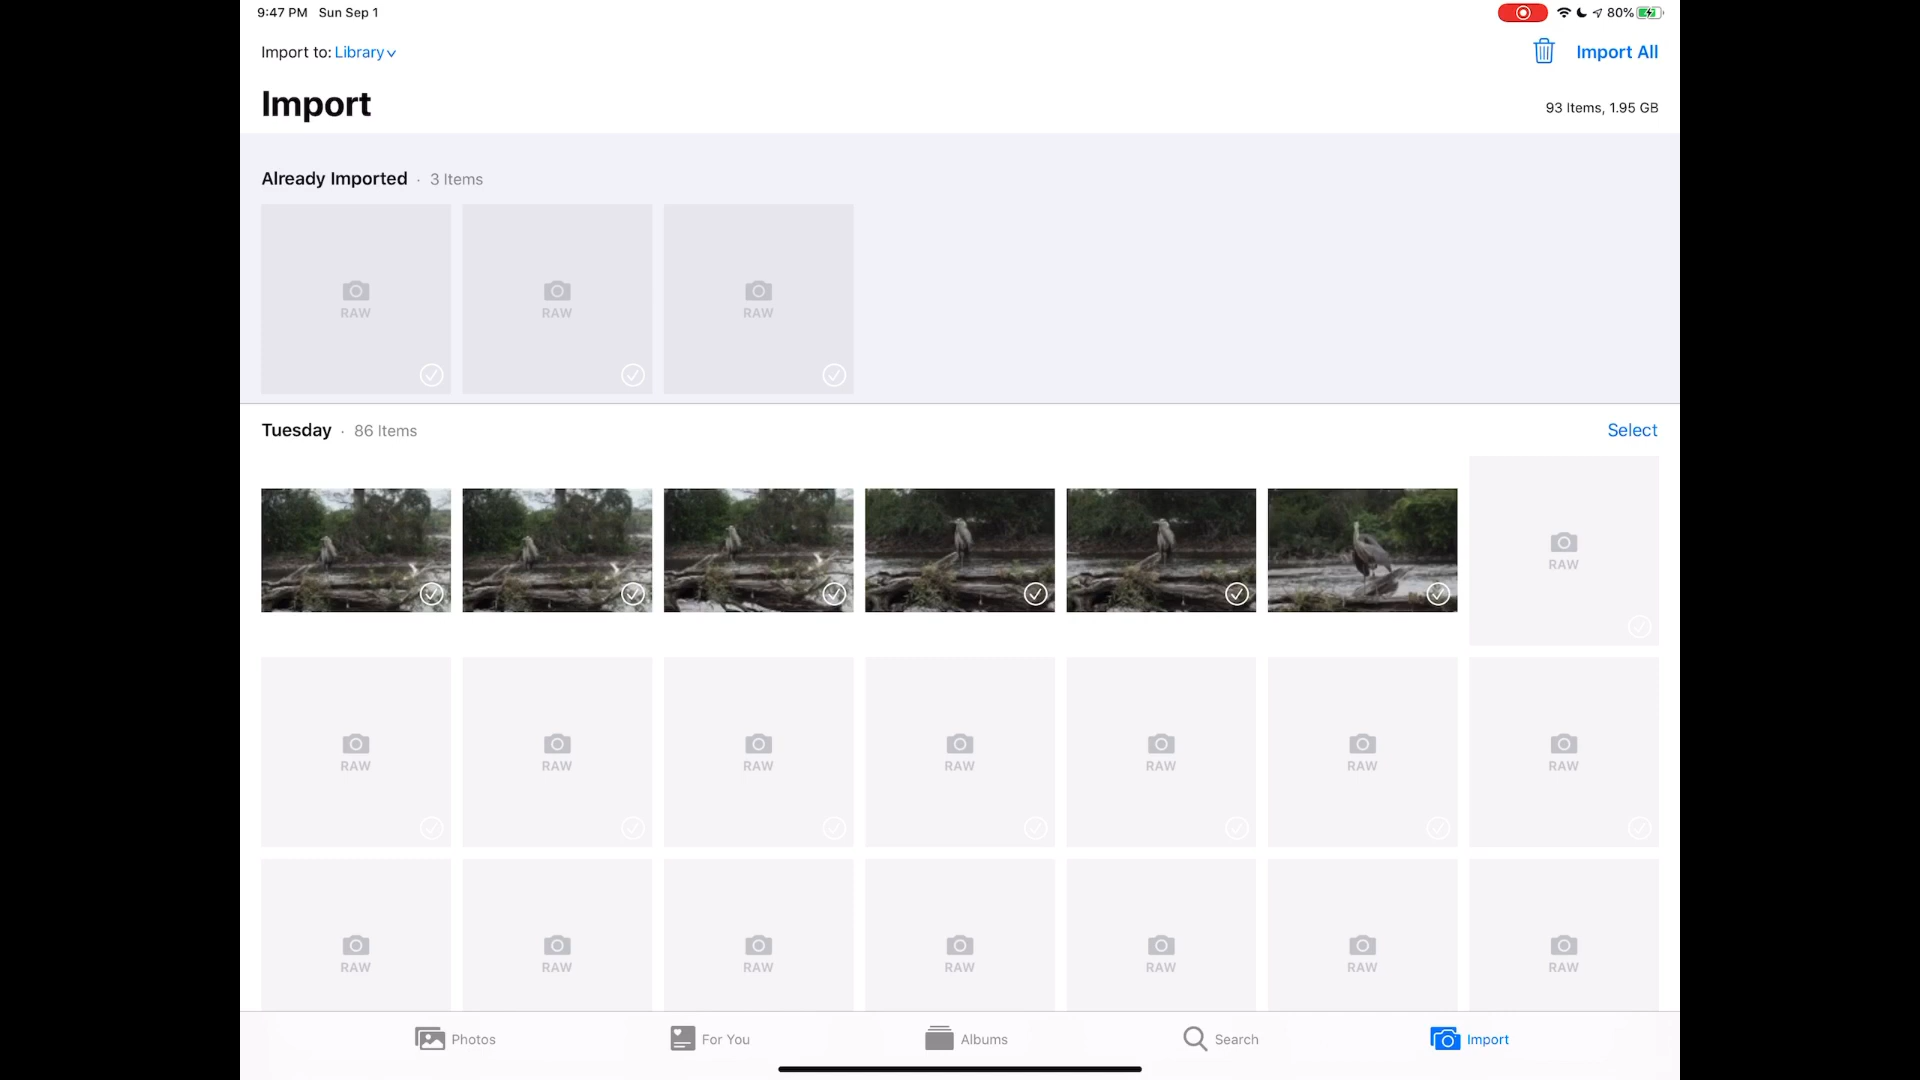 9:47 PM Sun Sep 1
80%
Import to: Library
Import All
Import
93 Items, 1.95 GB
Already Imported · 3 Items
RAW RAW RAW
Tuesday · 86 Items
Select
RAW
RAW RAW RAW RAW RAW RAW RAW
RAW RAW RAW RAW RAW RAW RAW
Photos For You Albums Search Import